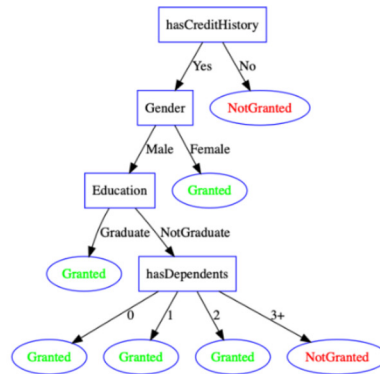 hasCreditHistory
Yes No
Gender NotGranted
Male Female
Education Granted
Graduate NotGraduate
Granted hasDependents
0 1 2 3+
Granted Granted Granted NotGranted